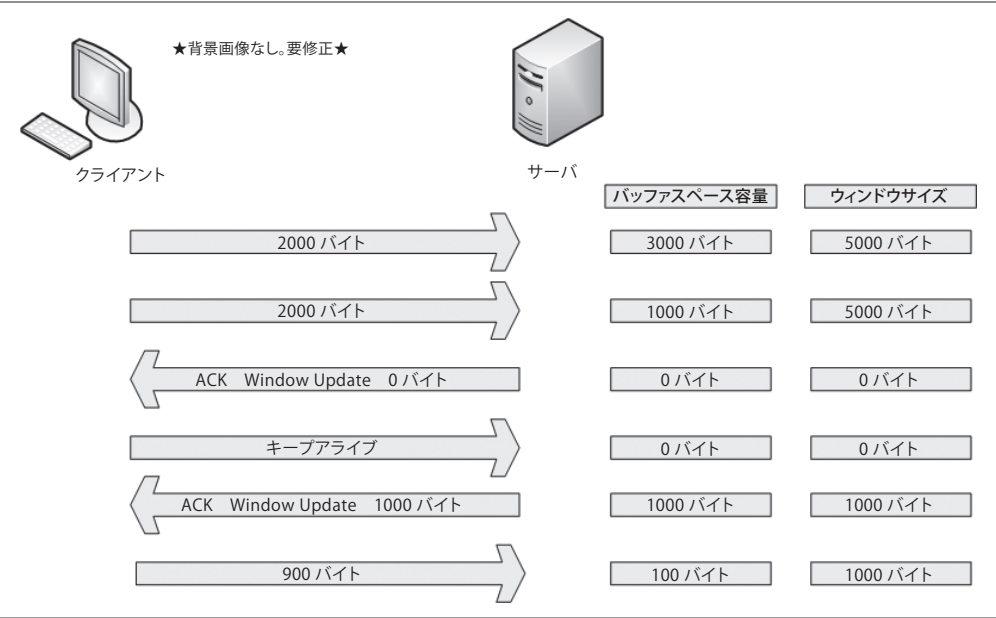 ★背景画像なし。要修正★
クライアント
サーバ
バッファスペース容量 ウィンドウサイズ
2000 バイト 3000 バイト 5000 バイト
2000 バイト 1000 バイト 5000 バイト
ACK Window Update 0 バイト 0 バイト 0 バイト
キープアライブ 0 バイト 0 バイト
ACK Window Update 1000 バイト 1000 バイト 1000 バイト
900 バイト 100 バイト 1000 バイト